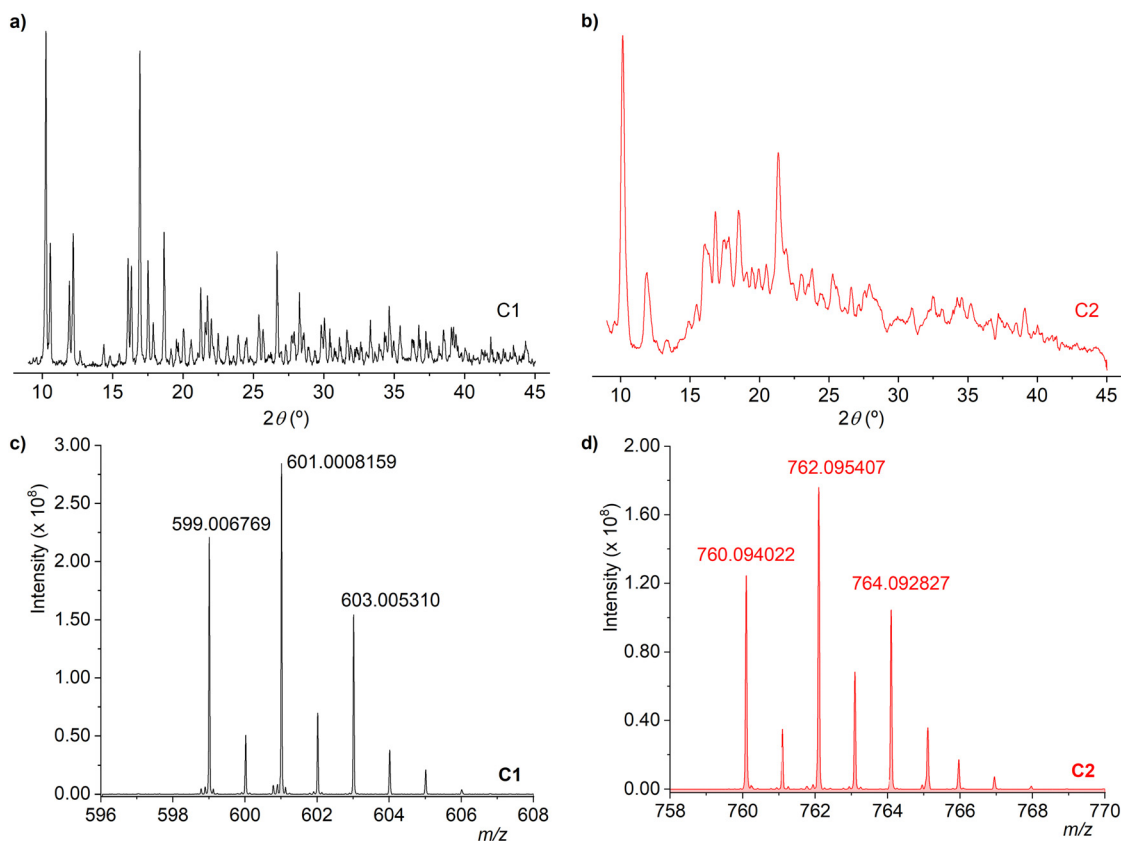 a)
C1
10 15 20 25 30 35 40 45
2θ (º)
b)
C2
10 15 20 25 30 35 40 45
2θ (º)
c)
Intensity (x 10⁸)
3.00
2.50
2.00
1.50
1.00
0.50
0.00
601.0008159
599.006769
603.005310
C1
596 598 600 602 604 606 608
m/z
d)
Intensity (x 10⁸)
2.00
1.60
1.20
0.80
0.40
0.00
762.095407
760.094022
764.092827
C2
758 760 762 764 766 768 770
m/z